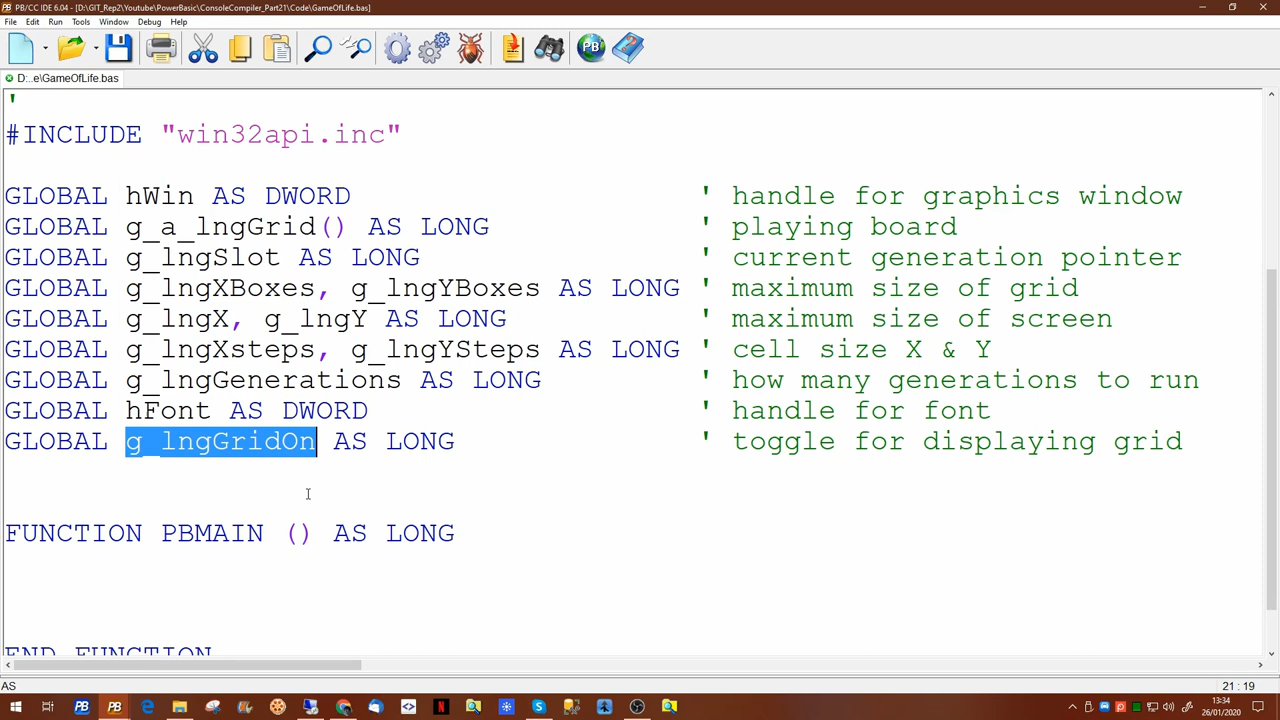 PB/CC IDE 6.04 - [D:\GIT_Rep2\Youtube\PowerBasic\ConsoleCompiler_Part21\Code\GameOfLife.bas]
File Edit Run Tools Window Debug Help
PB
D:..e\GameOfLife.bas
'
#INCLUDE "win32api.inc"
GLOBAL hWin AS DWORD ' handle for graphics window
GLOBAL g_a_lngGrid() AS LONG ' playing board
GLOBAL g_lngSlot AS LONG ' current generation pointer
GLOBAL g_lngXBoxes, g_lngYBoxes AS LONG ' maximum size of grid
GLOBAL g_lngX, g_lngY AS LONG ' maximum size of screen
GLOBAL g_lngXsteps, g_lngYSteps AS LONG ' cell size X & Y
GLOBAL g_lngGenerations AS LONG ' how many generations to run
GLOBAL hFont AS DWORD ' handle for font
GLOBAL g_lngGridOn AS LONG ' toggle for displaying grid
FUNCTION PBMAIN () AS LONG
END FUNCTION
AS 21 : 19
PB PB
13:34
26/01/2020